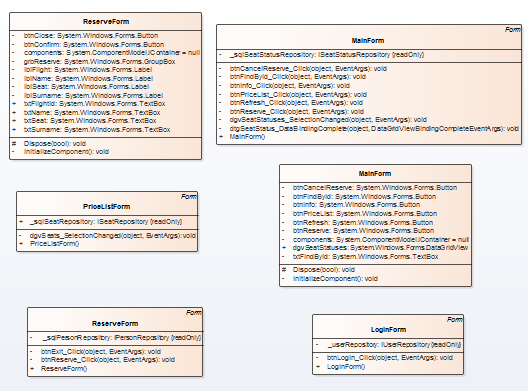 ReserveForm
- btnClose: System.Windows.Forms.Button
- btnConfirm: System.Windows.Forms.Button
- components: System.ComponentModel.IContainer = null
- grbReserve: System.Windows.Forms.GroupBox
- lblFlight: System.Windows.Forms.Label
- lblName: System.Windows.Forms.Label
- lblSeat: System.Windows.Forms.Label
- lblSurname: System.Windows.Forms.Label
+ txtFlightId: System.Windows.Forms.TextBox
+ txtName: System.Windows.Forms.TextBox
+ txtSeat: System.Windows.Forms.TextBox
+ txtSurname: System.Windows.Forms.TextBox
# Dispose(bool): void
- InitializeComponent(): void
Form
MainForm
- _sqlSeatStatusRepository: ISeatStatusRepository {readOnly}
- btnCancelReserve_Click(object, EventArgs): void
- btnFindById_Click(object, EventArgs): void
- btnInfo_Click(object, EventArgs): void
- btnPriceList_Click(object, EventArgs): void
- btnRefresh_Click(object, EventArgs): void
- btnReserve_Click(object, EventArgs): void
- dgvSeatStatuses_SelectionChanged(object, EventArgs): void
- dtgSeatStatus_DataBindingComplete(object, DataGridViewBindingCompleteEventArgs): void
+ MainForm()
Form
PriceListForm
+ _sqlSeatRepository: ISeatRepository {readOnly}
- dgvSeats_SelectionChanged(object, EventArgs): void
+ PriceListForm()
MainForm
- btnCancelReserve: System.Windows.Forms.Button
- btnFindById: System.Windows.Forms.Button
- btnInfo: System.Windows.Forms.Button
- btnPriceList: System.Windows.Forms.Button
- btnRefresh: System.Windows.Forms.Button
- btnReserve: System.Windows.Forms.Button
- components: System.ComponentModel.IContainer = null
+ dgvSeatStatuses: System.Windows.Forms.DataGridView
- txtFindById: System.Windows.Forms.TextBox
# Dispose(bool): void
- InitializeComponent(): void
Form
ReserveForm
- _sqlPersonRepository: IPersonRepository {readOnly}
- btnExit_Click(object, EventArgs): void
- btnReserve_Click(object, EventArgs): void
+ ReserveForm()
Form
LoginForm
- _userRepository: IUserRepository {readOnly}
- btnLogin_Click(object, EventArgs): void
+ LoginForm()